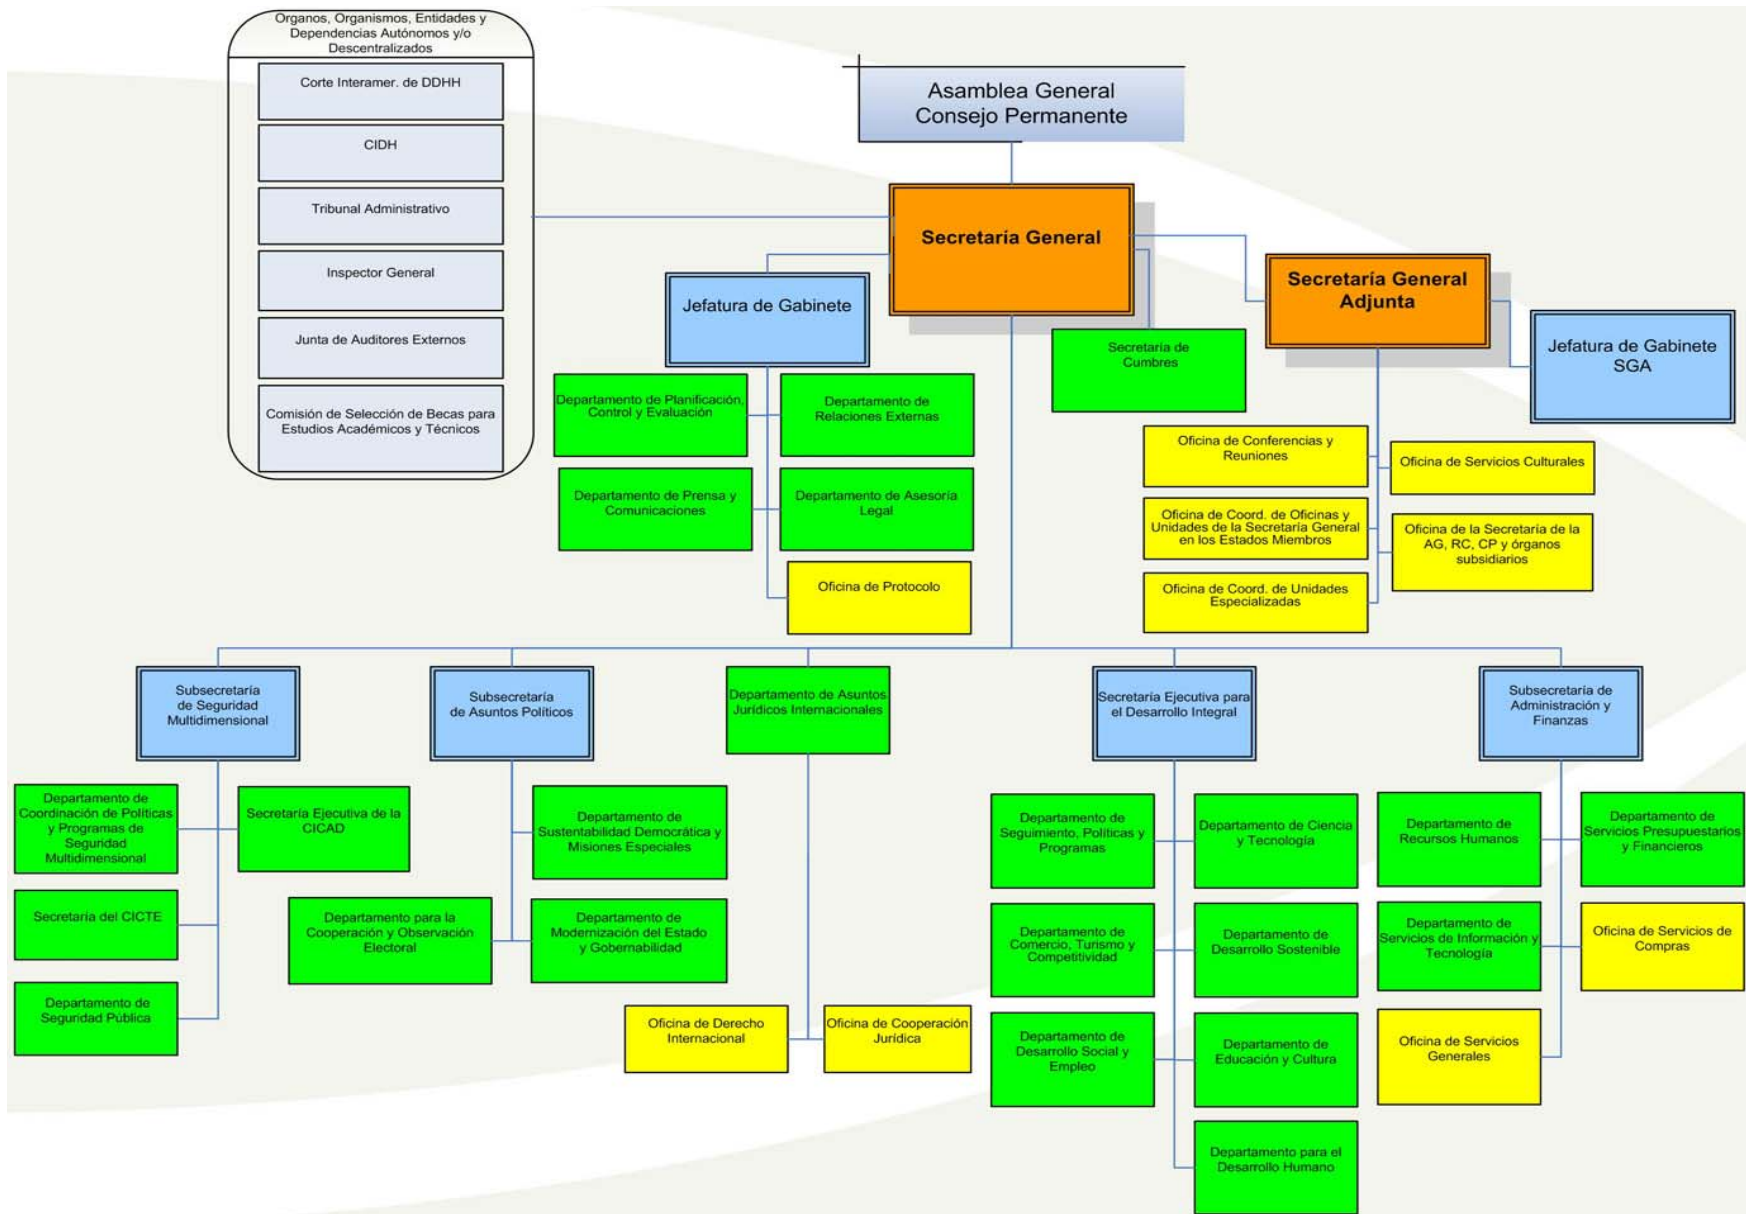 Organos, Organismos, Entidades y
Dependencias Autónomos y/o
Descentralizados
Corte Interamer. de DDHH
CIDH
Tribunal Administrativo
Inspector General
Junta de Auditores Externos
Comisión de Selección de Becas para
Estudios Académicos y Técnicos
Asamblea General
Consejo Permanente
Secretaría General
Secretaría General
Adjunta
Jefatura de Gabinete
Jefatura de Gabinete
SGA
Secretaría de
Cumbres
Departamento de Planificación,
Control y Evaluación
Departamento de
Relaciones Externas
Departamento de Prensa y
Comunicaciones
Departamento de Asesoría
Legal
Oficina de Protocolo
Oficina de Conferencias y
Reuniones
Oficina de Servicios Culturales
Oficina de Coord. de Oficinas y
Unidades de la Secretaría General
en los Estados Miembros
Oficina de la Secretaría de la
AG, RC, CP y órganos
subsidiarios
Oficina de Coord. de Unidades
Especializadas
Subsecretaría
de Seguridad
Multidimensional
Subsecretaría
de Asuntos Políticos
Departamento de Asuntos
Jurídicos Internacionales
Secretaría Ejecutiva para
el Desarrollo Integral
Subsecretaría de
Administración y
Finanzas
Departamento de
Coordinación de Políticas
y Programas de
Seguridad
Multidimensional
Secretaría Ejecutiva de la
CICAD
Secretaría del CICTE
Departamento de
Seguridad Pública
Departamento de
Sustentabilidad Democrática y
Misiones Especiales
Departamento para la
Cooperación y Observación
Electoral
Departamento de
Modernización del Estado
y Gobernabilidad
Oficina de Derecho
Internacional
Oficina de Cooperación
Jurídica
Departamento de
Seguimiento, Políticas y
Programas
Departamento de Ciencia
y Tecnología
Departamento de
Comercio, Turismo y
Competitividad
Departamento de
Desarrollo Sostenible
Departamento de
Desarrollo Social y
Empleo
Departamento de
Educación y Cultura
Departamento para el
Desarrollo Humano
Departamento de
Recursos Humanos
Departamento de
Servicios Presupuestarios
y Financieros
Departamento de
Servicios de Información y
Tecnología
Oficina de Servicios de
Compras
Oficina de Servicios
Generales